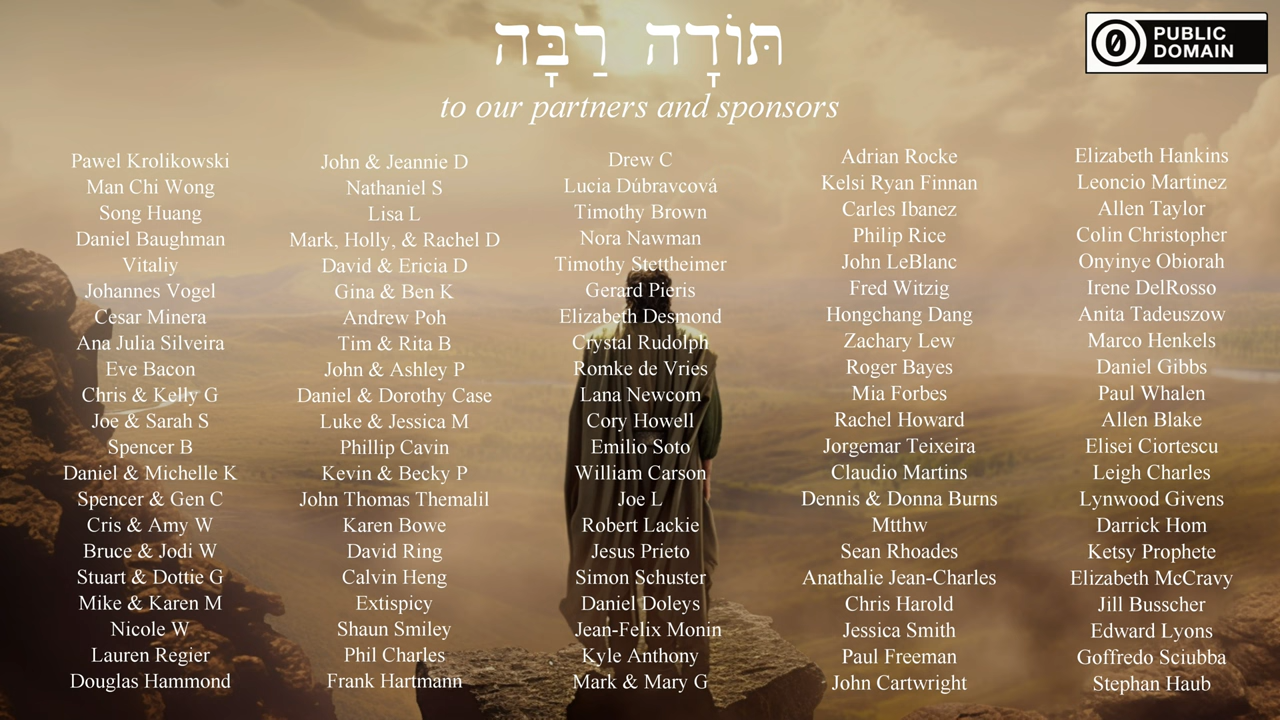 תּוֹדָה רַבָּה
to our partners and sponsors
PUBLIC
DOMAIN
Pawel Krolikowski
Man Chi Wong
Song Huang
Daniel Baughman
Vitaliy
Johannes Vogel
Cesar Minera
Ana Julia Silveira
Eve Bacon
Chris & Kelly G
Joe & Sarah S
Spencer B
Daniel & Michelle K
Spencer & Gen C
Cris & Amy W
Bruce & Jodi W
Stuart & Dottie G
Mike & Karen M
Nicole W
Lauren Regier
Douglas Hammond
John & Jeannie D
Nathaniel S
Lisa L
Mark, Holly, & Rachel D
David & Ericia D
Gina & Ben K
Andrew Poh
Tim & Rita B
John & Ashley P
Daniel & Dorothy Case
Luke & Jessica M
Phillip Cavin
Kevin & Becky P
John Thomas Themalil
Karen Bowe
David Ring
Calvin Heng
Extispicy
Shaun Smiley
Phil Charles
Frank Hartmann
Drew C
Lucia Dúbravcová
Timothy Brown
Nora Nawman
Timothy Stettheimer
Gerard Pieris
Elizabeth Desmond
Crystal Rudolph
Romke de Vries
Lana Newcom
Cory Howell
Emilio Soto
William Carson
Joe L
Robert Lackie
Jesus Prieto
Simon Schuster
Daniel Doleys
Jean-Felix Monin
Kyle Anthony
Mark & Mary G
Adrian Rocke
Kelsi Ryan Finnan
Carles Ibanez
Philip Rice
John LeBlanc
Fred Witzig
Hongchang Dang
Zachary Lew
Roger Bayes
Mia Forbes
Rachel Howard
Jorgemar Teixeira
Claudio Martins
Dennis & Donna Burns
Mtthw
Sean Rhoades
Anathalie Jean-Charles
Chris Harold
Jessica Smith
Paul Freeman
John Cartwright
Elizabeth Hankins
Leoncio Martinez
Allen Taylor
Colin Christopher
Onyinye Obiorah
Irene DelRosso
Anita Tadeuszow
Marco Henkels
Daniel Gibbs
Paul Whalen
Allen Blake
Elisei Ciortescu
Leigh Charles
Lynwood Givens
Darrick Hom
Ketsy Prophete
Elizabeth McCravy
Jill Busscher
Edward Lyons
Goffredo Sciubba
Stephan Haub